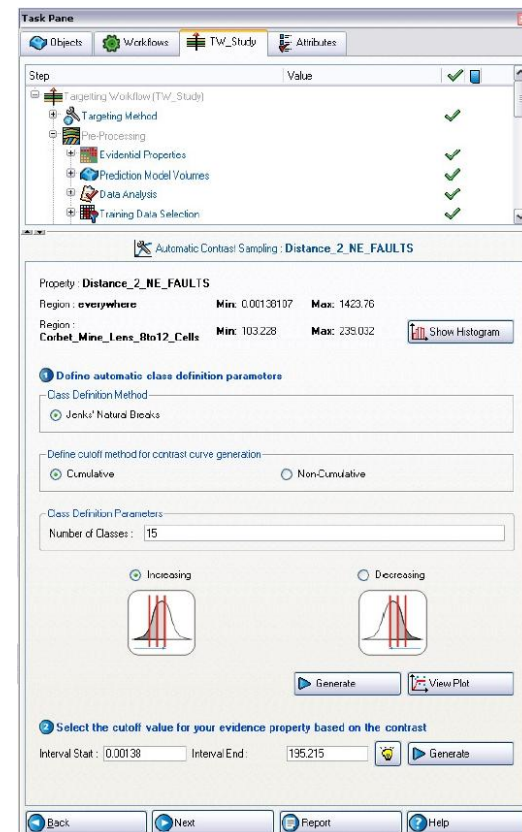 Task Pane
Objects Workflows TW_Study Attributes
Step Value
Targeting Workflow (TW_Study)
Targeting Method
Pre-Processing
Evidential Properties
Prediction Model Volumes
Data Analysis
Training Data Selection
Automatic Contrast Sampling : Distance_2_NE_FAULTS
Property : Distance_2_NE_FAULTS
Region : everywhere Min: 0.00138107 Max: 1423.76
Region :
Corbet_Mine_Lens_8to12_Cells Min: 103.228 Max: 239.032 Show Histogram
1 Define automatic class definition parameters
Class Definition Method
Jenks' Natural Breaks
Define cutoff method for contrast curve generation
Cumulative Non-Cumulative
Class Definition Parameters
Number of Classes : 15
Increasing Decreasing
Generate View Plot
2 Select the cutoff value for your evidence property based on the contrast
Interval Start : 0.00138 Interval End : 195.215 Generate
Back Next Report Help